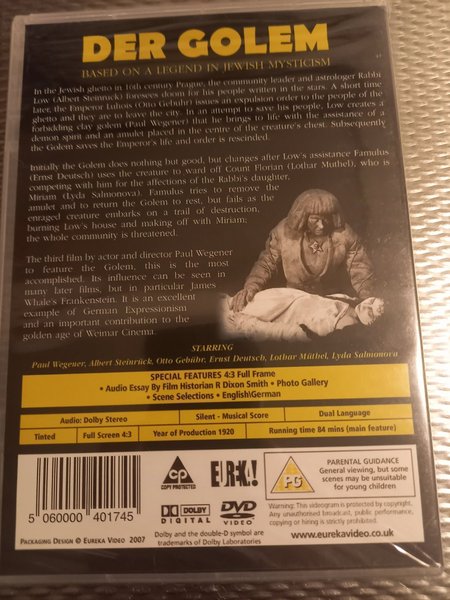 DER GOLEM
BASED ON A LEGEND IN JEWISH MYSTICISM
In the Jewish ghetto in 16th century Prague, the community leader and astrologer Rabbi
Low (Albert Steinruck) foresees doom for his people written in the stars. A short time
later, the Emperor Luhois (Otto Gebuhr) issues an expulsion order to the people of the
ghetto and they are to leave the city. In an attempt to save his people, Low creates a
forbidding clay golem (Paul Wegener) that he brings to life with the assistance of a
demon spirit and an amulet placed in the centre of the creature's chest. Subsequently
the Golem saves the Emperor's life and order is rescinded.
Initially the Golem does nothing but good, but changes after Low's assistance Famulus
(Ernst Deutsch) uses the creature to ward off Count Florian (Lothar Muthel), who is
competing with him for the affections of the Rabbi's daughter,
Miriam (Lyda Salmonova). Famulus tries to remove the
amulet and to return the Golem to rest, but fails as the
enraged creature embarks on a trail of destruction,
burning Low's house and making off with Miriam;
the whole community is threatened.
The third film by actor and director Paul Wegener
to feature the Golem, this is the most
accomplished. Its influence can be seen in
many later films, but in particular James
Whale's Frankenstein. It is an excellent
example of German Expressionism
and an important contribution to the
golden age of Weimar Cinema.
STARRING
Paul Wegener, Albert Steinrück, Otto Gebühr, Ernst Deutsch, Lothar Müthel, Lyda Salmonova
SPECIAL FEATURES 4:3 Full Frame
• Audio Essay By Film Historian R Dixon Smith • Photo Gallery
• Scene Selections • English\German
Audio: Dolby Stereo
Silent - Musical Score
Dual Language
Tinted
Full Screen 4:3
Year of Production 1920
Running time 84 mins (main feature)
5 060000 401745
PACKAGING DESIGN © EUREKA VIDEO 2007
CP
COPY PROTECTED
EUREKA!
DOLBY
DIGITAL
DVD
VIDEO
Dolby and the double-D symbol are
trademarks of Dolby Laboratories
PG
PARENTAL GUIDANCE
General viewing, but some
scenes may be unsuitable
for young children
Warning: This videogram is protected by copyright.
Any unauthorised broadcast, public performance,
copying or hiring is strictly prohibited.
www.eurekavideo.co.uk